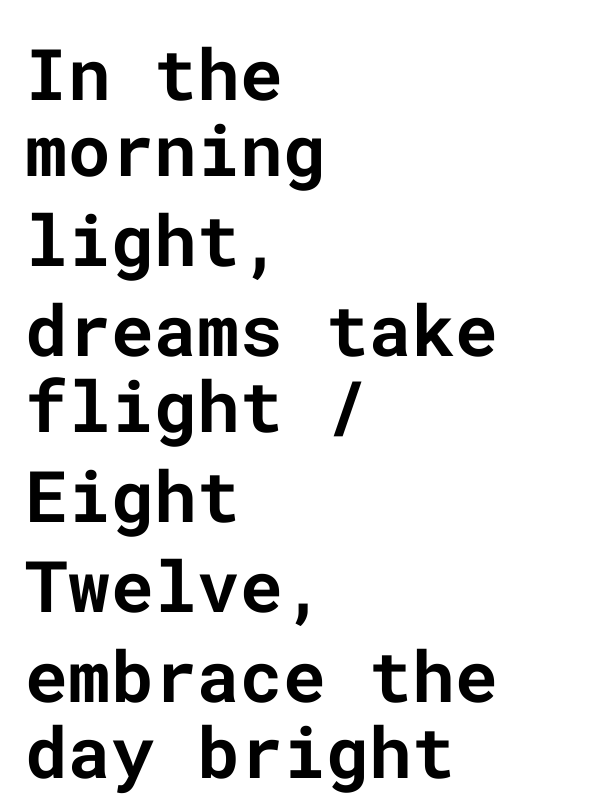 In the
morning
light,
dreams take
flight /
Eight
Twelve,
embrace the
day bright